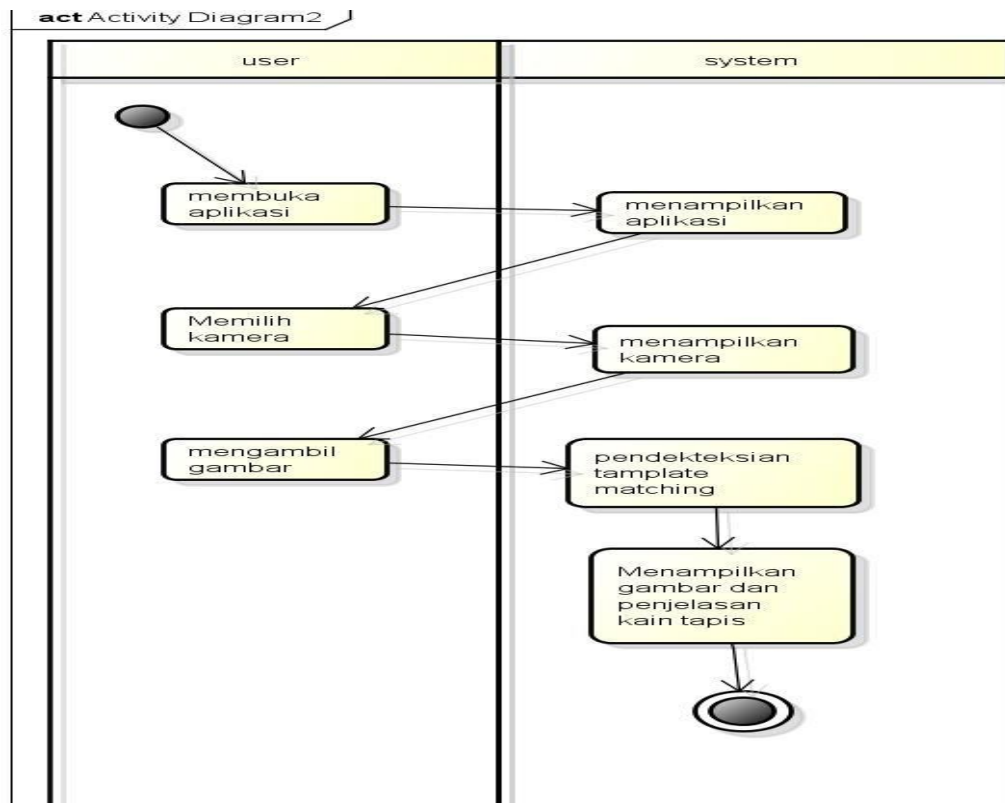 act Activity Diagram2
user
system
membuka
aplikasi
menampilkan
aplikasi
Memilih
kamera
menampilkan
kamera
mengambil
gambar
pendekteksian
tamplate
matching
Menampilkan
gambar dan
penjelasan
kain tapis